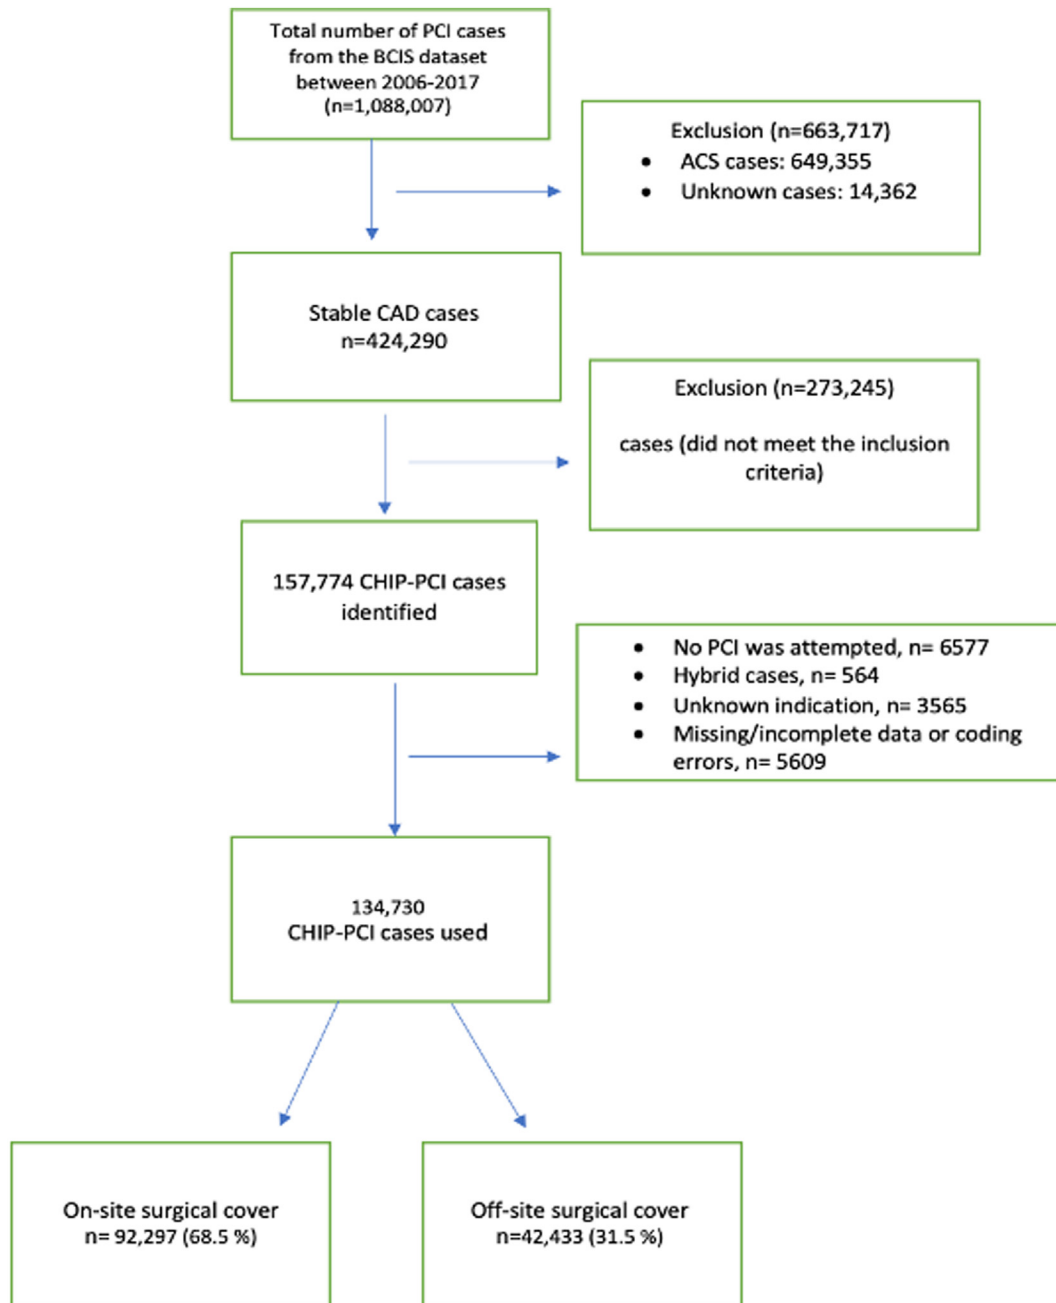 Total number of PCI cases
from the BCIS dataset
between 2006-2017
(n=1,088,007)
Exclusion (n=663,717)
• ACS cases: 649,355
• Unknown cases: 14,362
Stable CAD cases
n=424,290
Exclusion (n=273,245)
cases (did not meet the inclusion
criteria)
157,774 CHIP-PCI cases
identified
• No PCI was attempted, n= 6577
• Hybrid cases, n= 564
• Unknown indication, n= 3565
• Missing/incomplete data or coding
errors, n= 5609
134,730
CHIP-PCI cases used
On-site surgical cover
n= 92,297 (68.5 %)
Off-site surgical cover
n=42,433 (31.5 %)